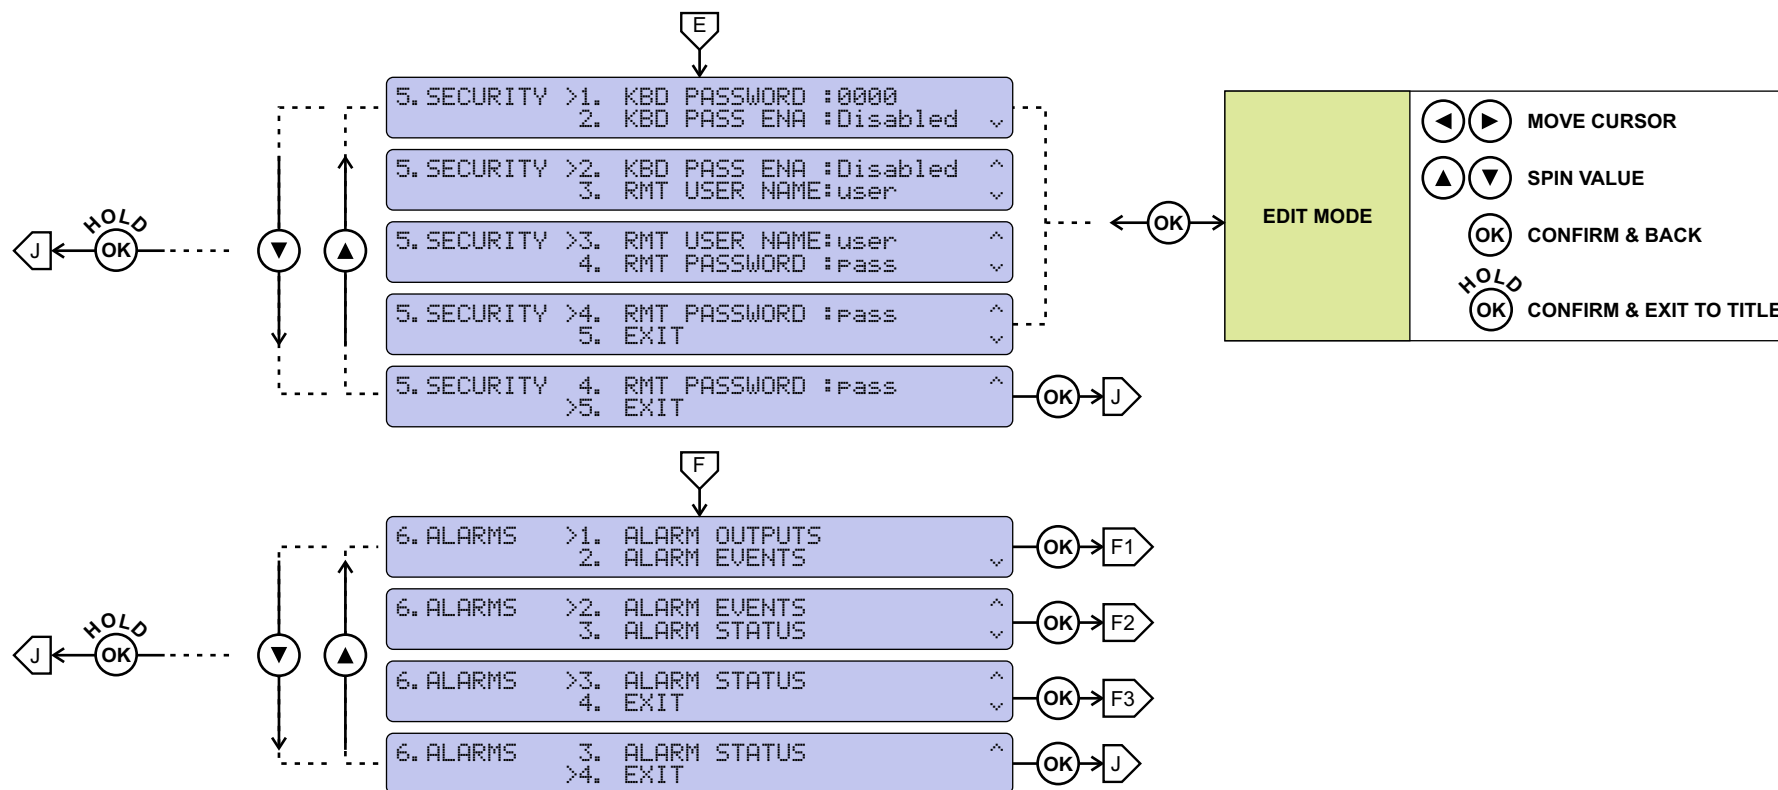 E
5.SECURITY >1. KBD PASSWORD :0000
2. KBD PASS ENA :Disabled
5.SECURITY >2. KBD PASS ENA :Disabled
3. RMT USER NAME:user
5.SECURITY >3. RMT USER NAME:user
4. RMT PASSWORD :pass
5.SECURITY >4. RMT PASSWORD :pass
5. EXIT
5.SECURITY 4. RMT PASSWORD :pass
>5. EXIT
J
HOLD
OK
OK
EDIT MODE
MOVE CURSOR
SPIN VALUE
OK CONFIRM & BACK
HOLD
OK CONFIRM & EXIT TO TITLE
OK J
F
6.ALARMS >1. ALARM OUTPUTS
2. ALARM EVENTS
OK F1
6.ALARMS >2. ALARM EVENTS
3. ALARM STATUS
OK F2
J
HOLD
OK
6.ALARMS >3. ALARM STATUS
4. EXIT
OK F3
6.ALARMS 3. ALARM STATUS
>4. EXIT
OK J